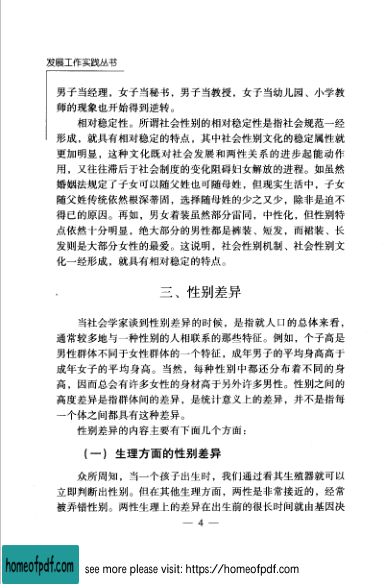 发展工作实践丛书
男子当经理，女子当秘书，男子当教授，女子当幼儿园、小学教
师的现象也开始得到逆转。
相对稳定性。所谓社会性别的相对稳定性是指社会规范一经
形成，就具有相对稳定的特点，其中社会性别文化的稳定属性就
更加明显，这种文化既对社会发展和两性关系的进步起能动作
用，又往往滞后于社会制度的变化阻碍妇女解放的进程。如虽然
婚姻法规定了子女可以随父姓也可随母姓，但现实生活中，子女
随父姓传统依然根深蒂固，选择随母姓的少之又少，除非是迫不
得已的原因。再如，男女着装虽然部分雷同，中性化，但性别特
点依然十分明显，绝大部分的男性都是裤装、短发，而裙装、长
发则是大部分女性的最爱。这说明，社会性别机制、社会性别文
化一经形成，就具有相对稳定的特点。
三、性别差异
当社会学家谈到性别差异的时候，是指就人口的总体来看，
通常较多地与一种性别的人相联系的那些特征。例如，个子高是
男性群体不同于女性群体的一个特征，成年男子的平均身高高于
成年女子的平均身高。当然，每种性别中都还分布着不同的身
高，因而总会有许多女性的身材高于另外许多男性。性别之间的
高度差异是指群体间的差异，是统计意义上的差异，并不是指每
一个体之间都具有这种差异。
性别差异的内容主要有下面几个方面：
（一）生理方面的性别差异
众所周知，当一个孩子出生时，我们通过看其生殖器就可以
立即判断出性别。但在其他生理方面，两性是非常接近的，经常
被弄错性别。两性生理上的差异在出生前的很长时间就由基因决
— 4 —
homeofpdf.com
see more please visit: https://homeofpdf.com